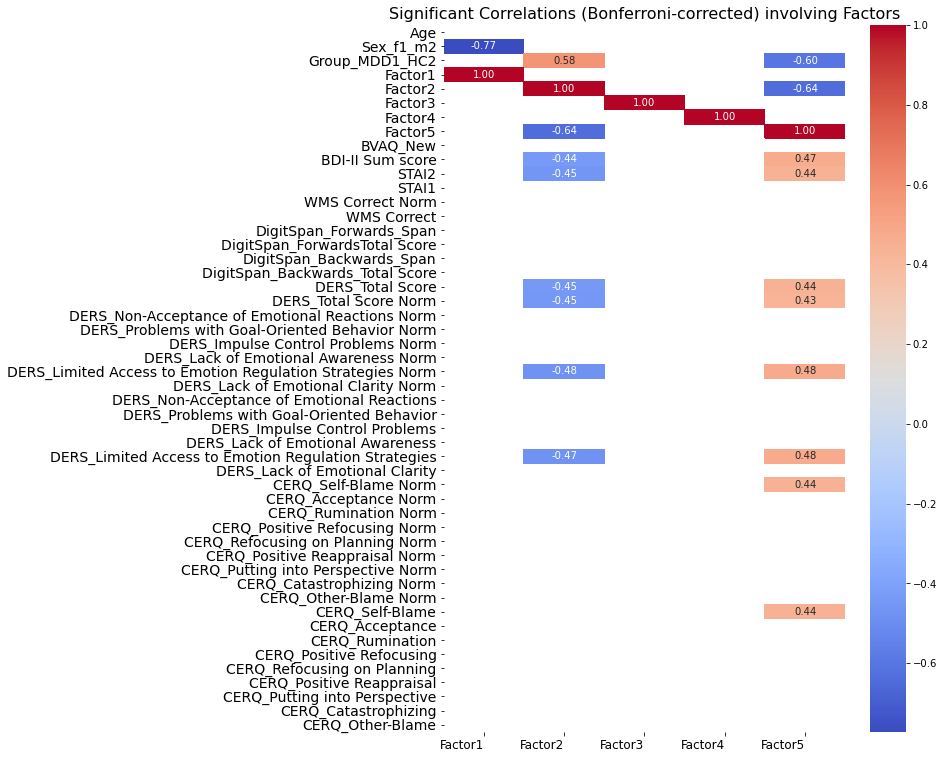 Significant Correlations (Bonferroni-corrected) involving Factors
Age
Sex_f1_m2 -0.77
Group_MDD1_HC2 0.58 -0.60
Factor1 1.00
Factor2 1.00 -0.64
Factor3 1.00
Factor4 1.00
Factor5 -0.64 1.00
BVAQ_New
BDI-II Sum score -0.44 0.47
STAI2 -0.45 0.44
STAI1
WMS Correct Norm
WMS Correct
DigitSpan_Forwards_Span
DigitSpan_ForwardsTotal Score
DigitSpan_Backwards_Span
DigitSpan_Backwards_Total Score
DERS_Total Score -0.45 0.44
DERS_Total Score Norm -0.45 0.43
DERS_Non-Acceptance of Emotional Reactions Norm
DERS_Problems with Goal-Oriented Behavior Norm
DERS_Impulse Control Problems Norm
DERS_Lack of Emotional Awareness Norm
DERS_Limited Access to Emotion Regulation Strategies Norm -0.48 0.48
DERS_Lack of Emotional Clarity Norm
DERS_Non-Acceptance of Emotional Reactions
DERS_Problems with Goal-Oriented Behavior
DERS_Impulse Control Problems
DERS_Lack of Emotional Awareness
DERS_Limited Access to Emotion Regulation Strategies -0.47 0.48
DERS_Lack of Emotional Clarity
CERQ_Self-Blame Norm 0.44
CERQ_Acceptance Norm
CERQ_Rumination Norm
CERQ_Positive Refocusing Norm
CERQ_Refocusing on Planning Norm
CERQ_Positive Reappraisal Norm
CERQ_Putting into Perspective Norm
CERQ_Catastrophizing Norm
CERQ_Other-Blame Norm
CERQ_Self-Blame 0.44
CERQ_Acceptance
CERQ_Rumination
CERQ_Positive Refocusing
CERQ_Refocusing on Planning
CERQ_Positive Reappraisal
CERQ_Putting into Perspective
CERQ_Catastrophizing
CERQ_Other-Blame
Factor1 Factor2 Factor3 Factor4 Factor5
1.0
0.8
0.6
0.4
0.2
0.0
−0.2
−0.4
−0.6